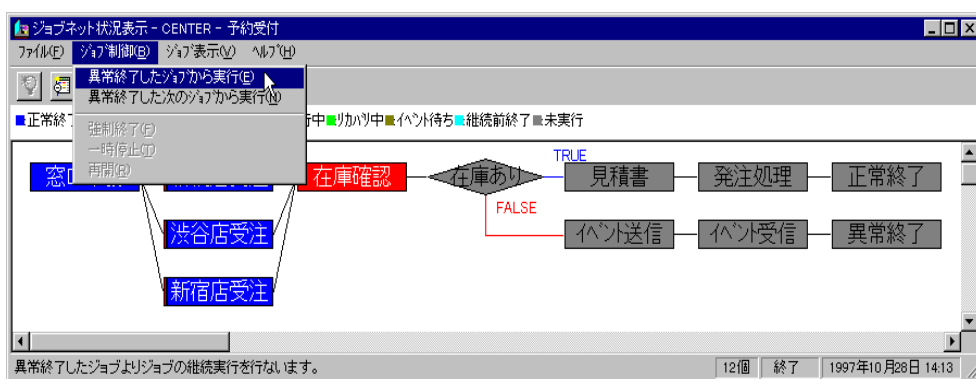 ジョブネット状況表示 - CENTER - 予約受付
ファイル(F) ジョブ制御(B) ジョブ表示(V) ヘルプ(H)
異常終了したジョブから実行(E)
異常終了した次のジョブから実行(N)
強制終了(F)
一時停止(T)
再開(R)
■正常終 行中■リカバリ中■イベント待ち■継続前終了■未実行
在庫確認 在庫あり TRUE 見積書 発注処理 正常終了
渋谷店受注 FALSE イベント送信 イベント受信 異常終了
新宿店受注
異常終了したジョブよりジョブの継続実行を行ないます。 12個 終了 1997年10月28日 14:13